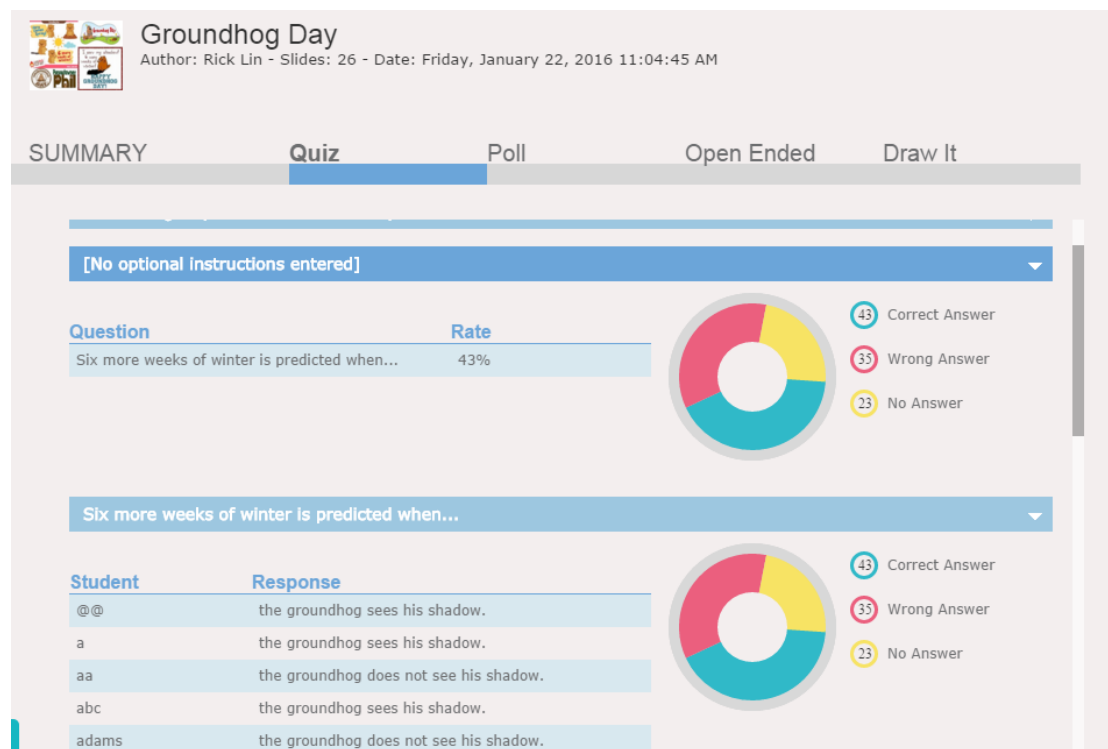 Groundhog Day
Author: Rick Lin - Slides: 26 - Date: Friday, January 22, 2016 11:04:45 AM
Phil
SUMMARY Quiz Poll Open Ended Draw It
[No optional instructions entered]
Question Rate
Six more weeks of winter is predicted when... 43%
43 Correct Answer
35 Wrong Answer
23 No Answer
Six more weeks of winter is predicted when...
Student Response
@@ the groundhog sees his shadow.
a the groundhog sees his shadow.
aa the groundhog does not see his shadow.
abc the groundhog sees his shadow.
adams the groundhog does not see his shadow.
43 Correct Answer
35 Wrong Answer
23 No Answer